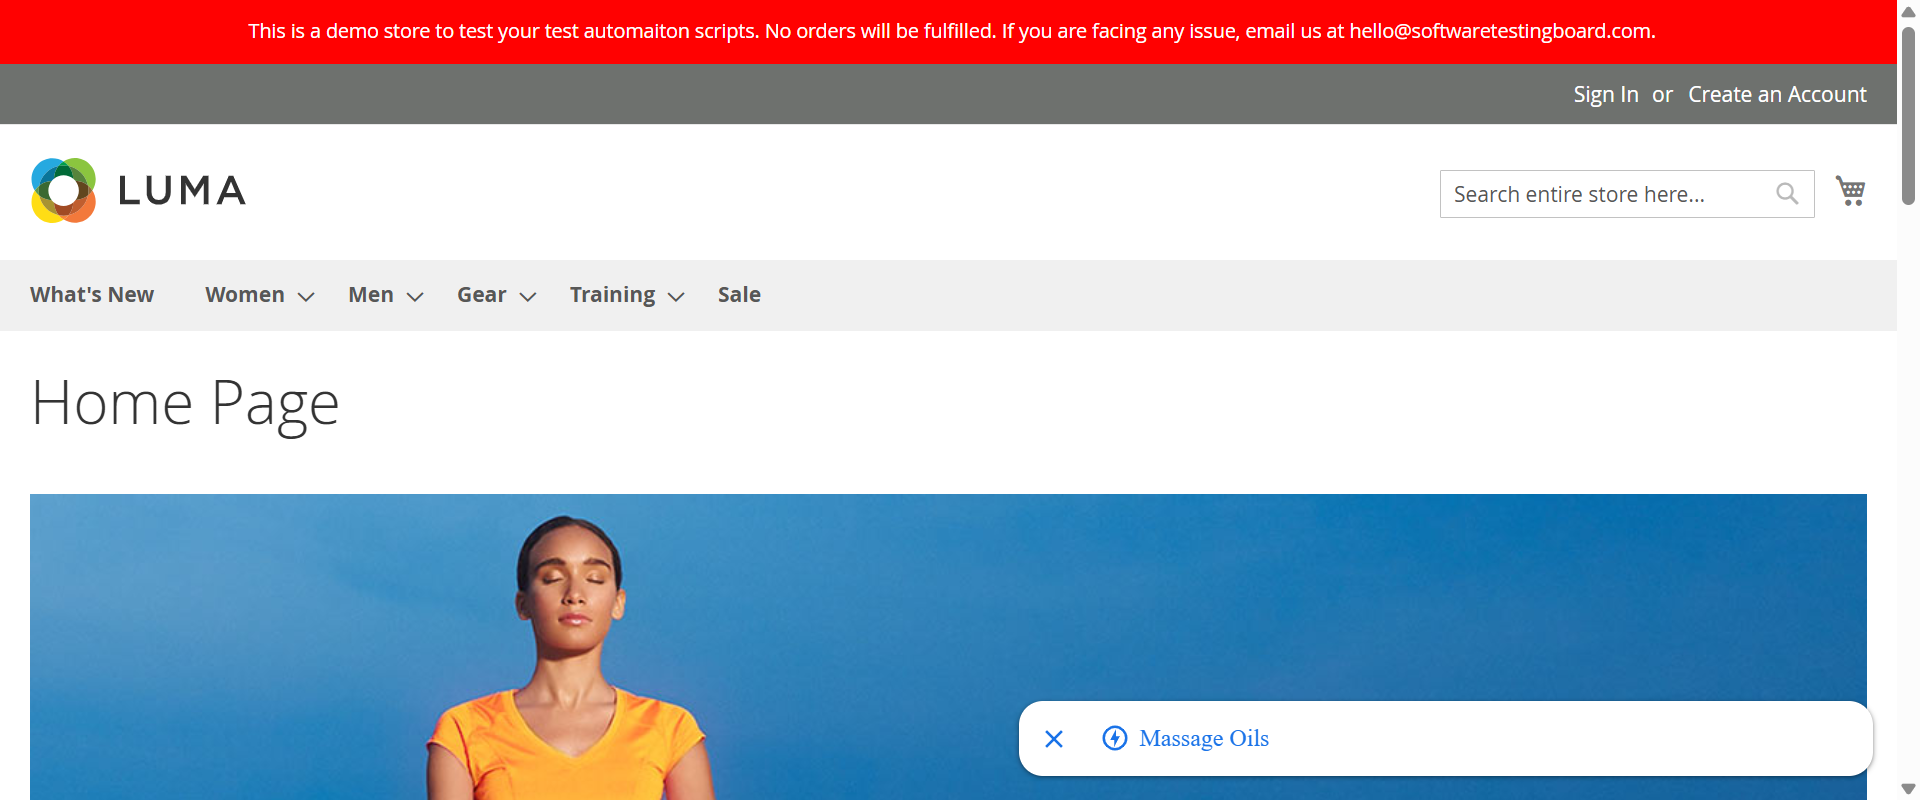 This is a demo store to test your test automaiton scripts. No orders will be fulfilled. If you are facing any issue, email us at hello@softwaretestingboard.com.
Sign In or Create an Account
LUMA
Search entire store here...
What's New Women Men Gear Training Sale
Home Page
Massage Oils